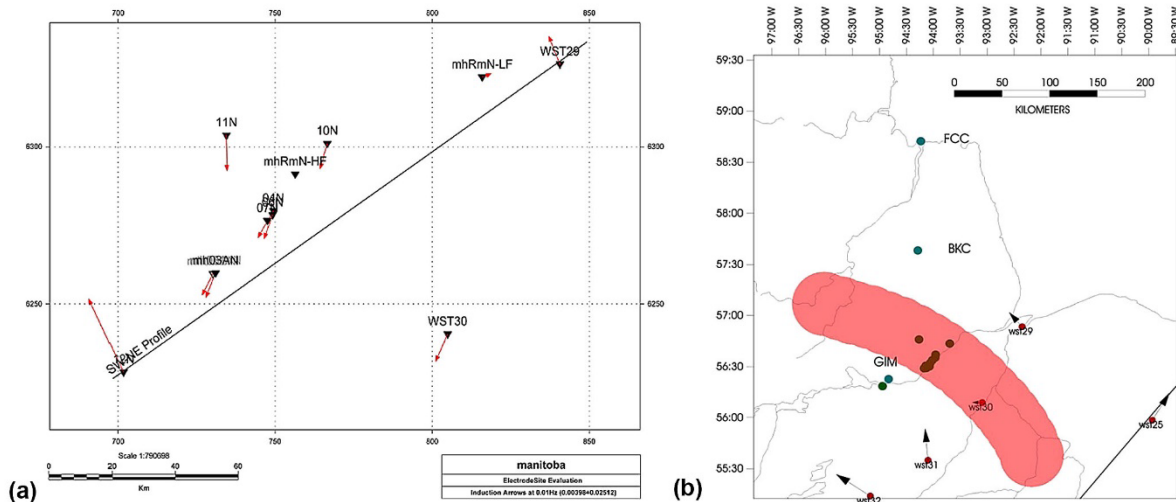 700
750
800
850
WST29
mhRmN-LF
11N
10N
6300
6300
mhRmN-HF
04N
07N
mh03AN
6250
6250
WST30
SW-NE Profile
700
750
800
850
Scale 1:790698
0
20
40
60
Km
manitoba
ElectrodeSite Evaluation
Induction Arrows at 0.01Hz (0.00398+0.02512)
(a)
97:00 W
96:30 W
96:00 W
95:30 W
95:00 W
94:30 W
94:00 W
93:30 W
93:00 W
92:30 W
92:00 W
91:30 W
91:00 W
90:30 W
90:00 W
89:30
59:30
59:00
58:30
58:00
57:30
57:00
56:30
56:00
55:30
0
50
100
150
200
KILOMETERS
FCC
BKC
wst29
GIM
wst30
wst25
wst31
wst32
(b)